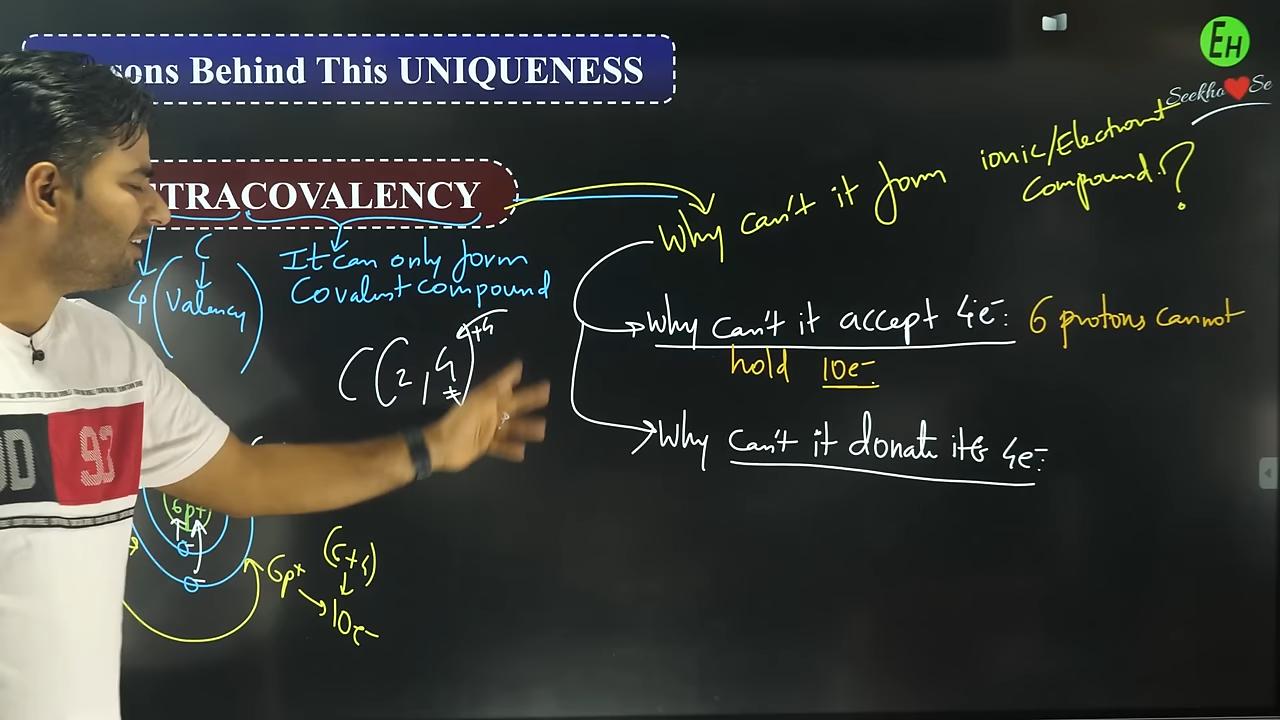 sons Behind This UNIQUENESS
EH
Seekho❤Se
TRACOVALENCY
Why can't it form ionic/Electrovalent
Compound.?
C
↓
4 (Valency)
It can only form
Covalent compound
C(2,4)
+4
Why can't it accept 4e-: 6 protons cannot
hold 10e-.
Why can't it donate its 4e-:
D
93
6p+
(6+4)
↓
6p+ → 10e-